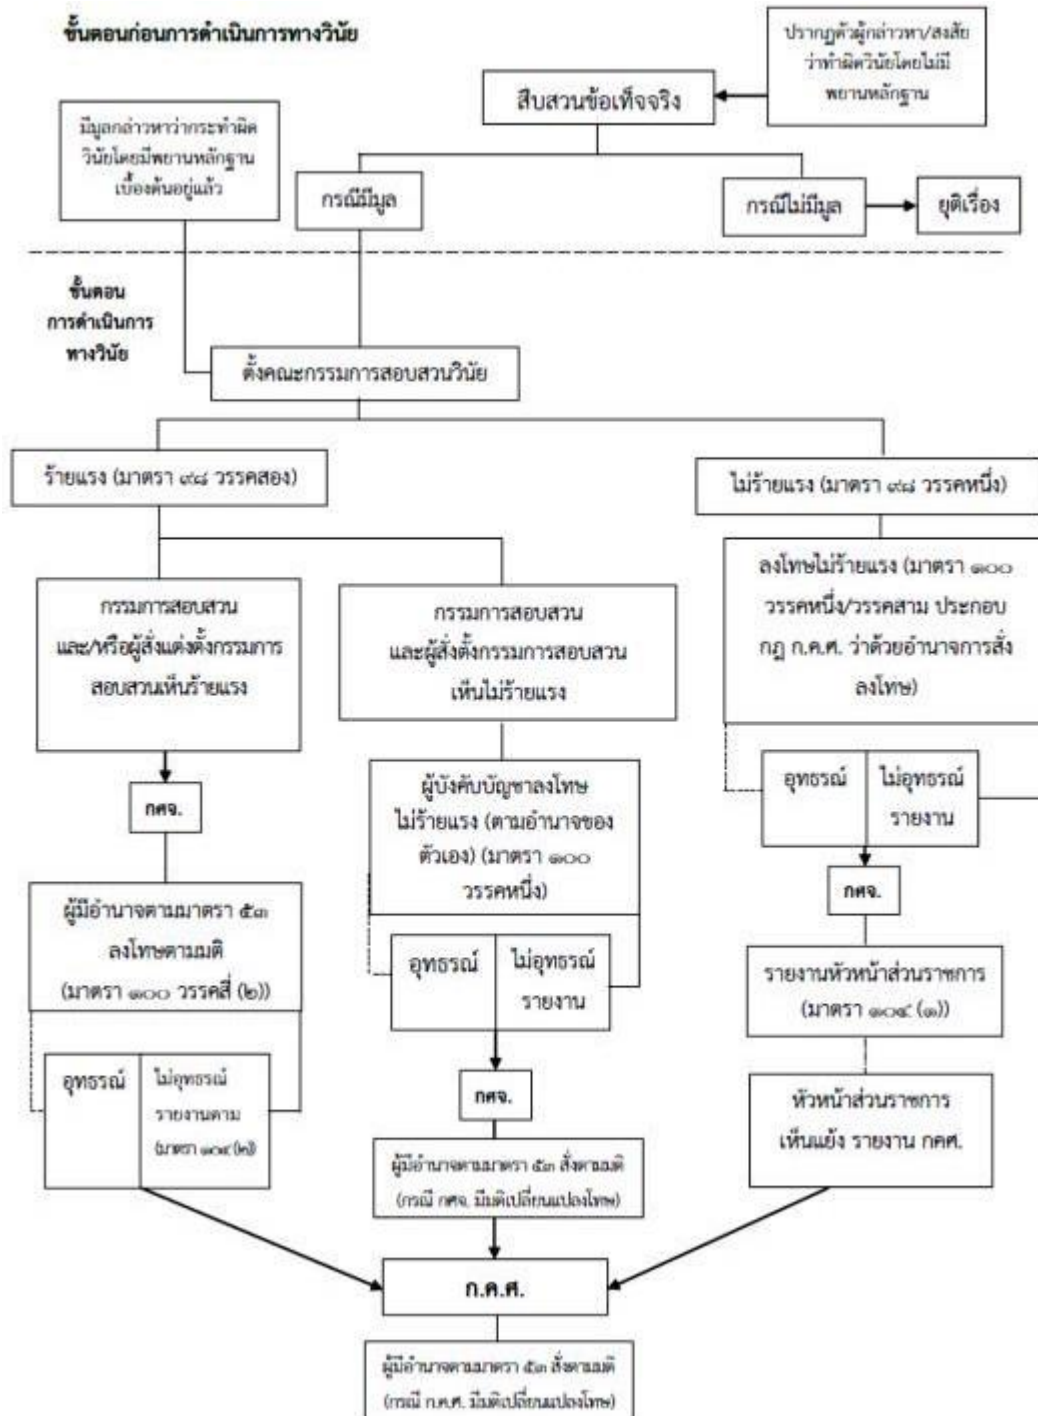 ขั้นตอนก่อนการดำเนินการทางวินัย
ปรากฏตัวผู้กล่าวหา/สงสัย
ว่าทำผิดวินัยโดยไม่มี
พยานหลักฐาน
สืบสวนข้อเท็จจริง
มีมูลกล่าวหาว่ากระทำผิด
วินัยโดยมีพยานหลักฐาน
เบื้องต้นอยู่แล้ว
กรณีมีมูล
กรณีไม่มีมูล
ยุติเรื่อง
ขั้นตอน
การดำเนินการ
ทางวินัย
ตั้งคณะกรรมการสอบสวนวินัย
ร้ายแรง (มาตรา ๙๘ วรรคสอง)
ไม่ร้ายแรง (มาตรา ๙๘ วรรคหนึ่ง)
กรรมการสอบสวน
และ/หรือผู้สั่งแต่งตั้งกรรมการ
สอบสวนเห็นร้ายแรง
กรรมการสอบสวน
และผู้สั่งตั้งกรรมการสอบสวน
เห็นไม่ร้ายแรง
ลงโทษไม่ร้ายแรง (มาตรา ๑๐๐
วรรคหนึ่ง/วรรคสาม ประกอบ
กฎ ก.ค.ศ. ว่าด้วยอำนาจการสั่ง
ลงโทษ)
กศจ.
ผู้บังคับบัญชาลงโทษ
ไม่ร้ายแรง (ตามอำนาจของ
ตัวเอง) (มาตรา ๑๐๐
วรรคหนึ่ง)
อุทธรณ์
ไม่อุทธรณ์
รายงาน
กศจ.
ผู้มีอำนาจตามมาตรา ๕๓
ลงโทษตามมติ
(มาตรา ๑๐๐ วรรคสี่ (๒))
อุทธรณ์
ไม่อุทธรณ์
รายงาน
รายงานหัวหน้าส่วนราชการ
(มาตรา ๑๐๔ (๑))
อุทธรณ์
ไม่อุทธรณ์
รายงานตาม
(มาตรา ๑๐๔ (๒))
กศจ.
หัวหน้าส่วนราชการ
เห็นแย้ง รายงาน กคศ.
ผู้มีอำนาจตามมาตรา ๕๓ สั่งตามมติ
(กรณี กศจ. มีมติเปลี่ยนแปลงโทษ)
ก.ค.ศ.
ผู้มีอำนาจตามมาตรา ๕๓ สั่งตามมติ
(กรณี ก.ค.ศ. มีมติเปลี่ยนแปลงโทษ)